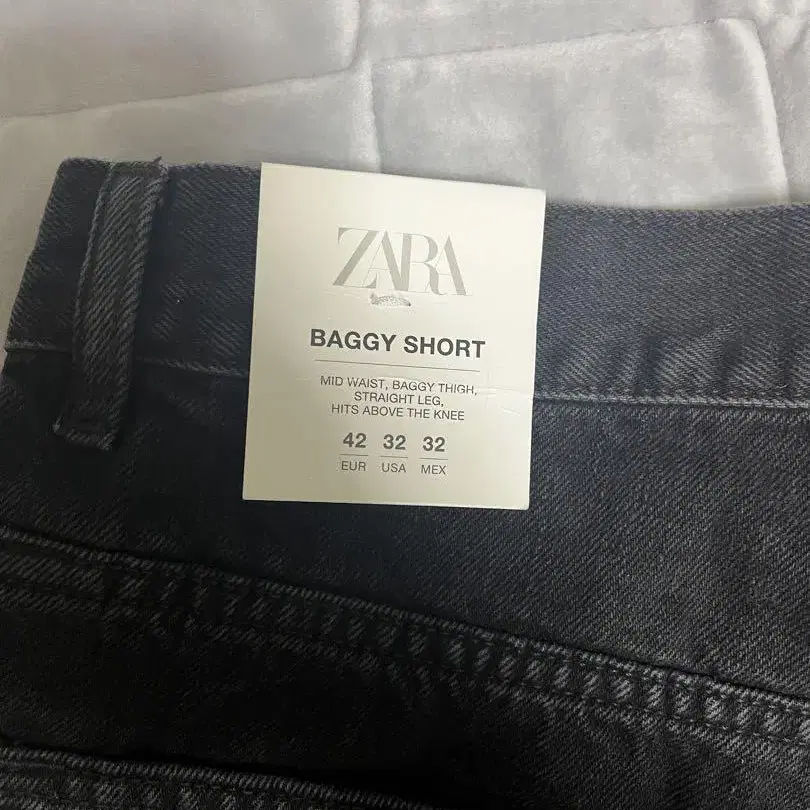 ZARA
BAGGY SHORT
MID WAIST, BAGGY THIGH,
STRAIGHT LEG,
HITS ABOVE THE KNEE
42 32 32
EUR USA MEX